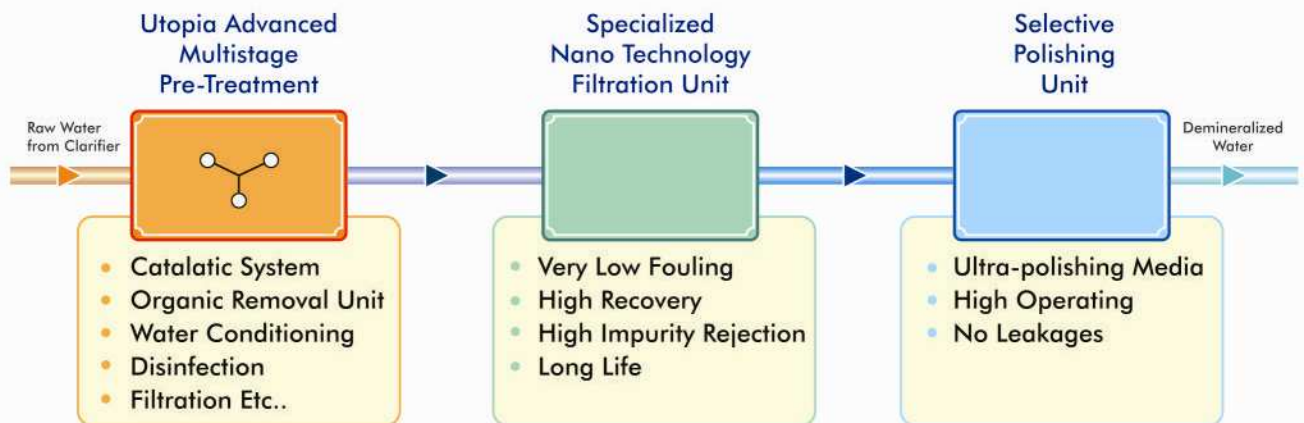 Utopia Advanced
Multistage
Pre-Treatment
Specialized
Nano Technology
Filtration Unit
Selective
Polishing
Unit
Raw Water
from Clarifier
Demineralized
Water
Catalatic System
Organic Removal Unit
Water Conditioning
Disinfection
Filtration Etc..
Very Low Fouling
High Recovery
High Impurity Rejection
Long Life
Ultra-polishing Media
High Operating
No Leakages